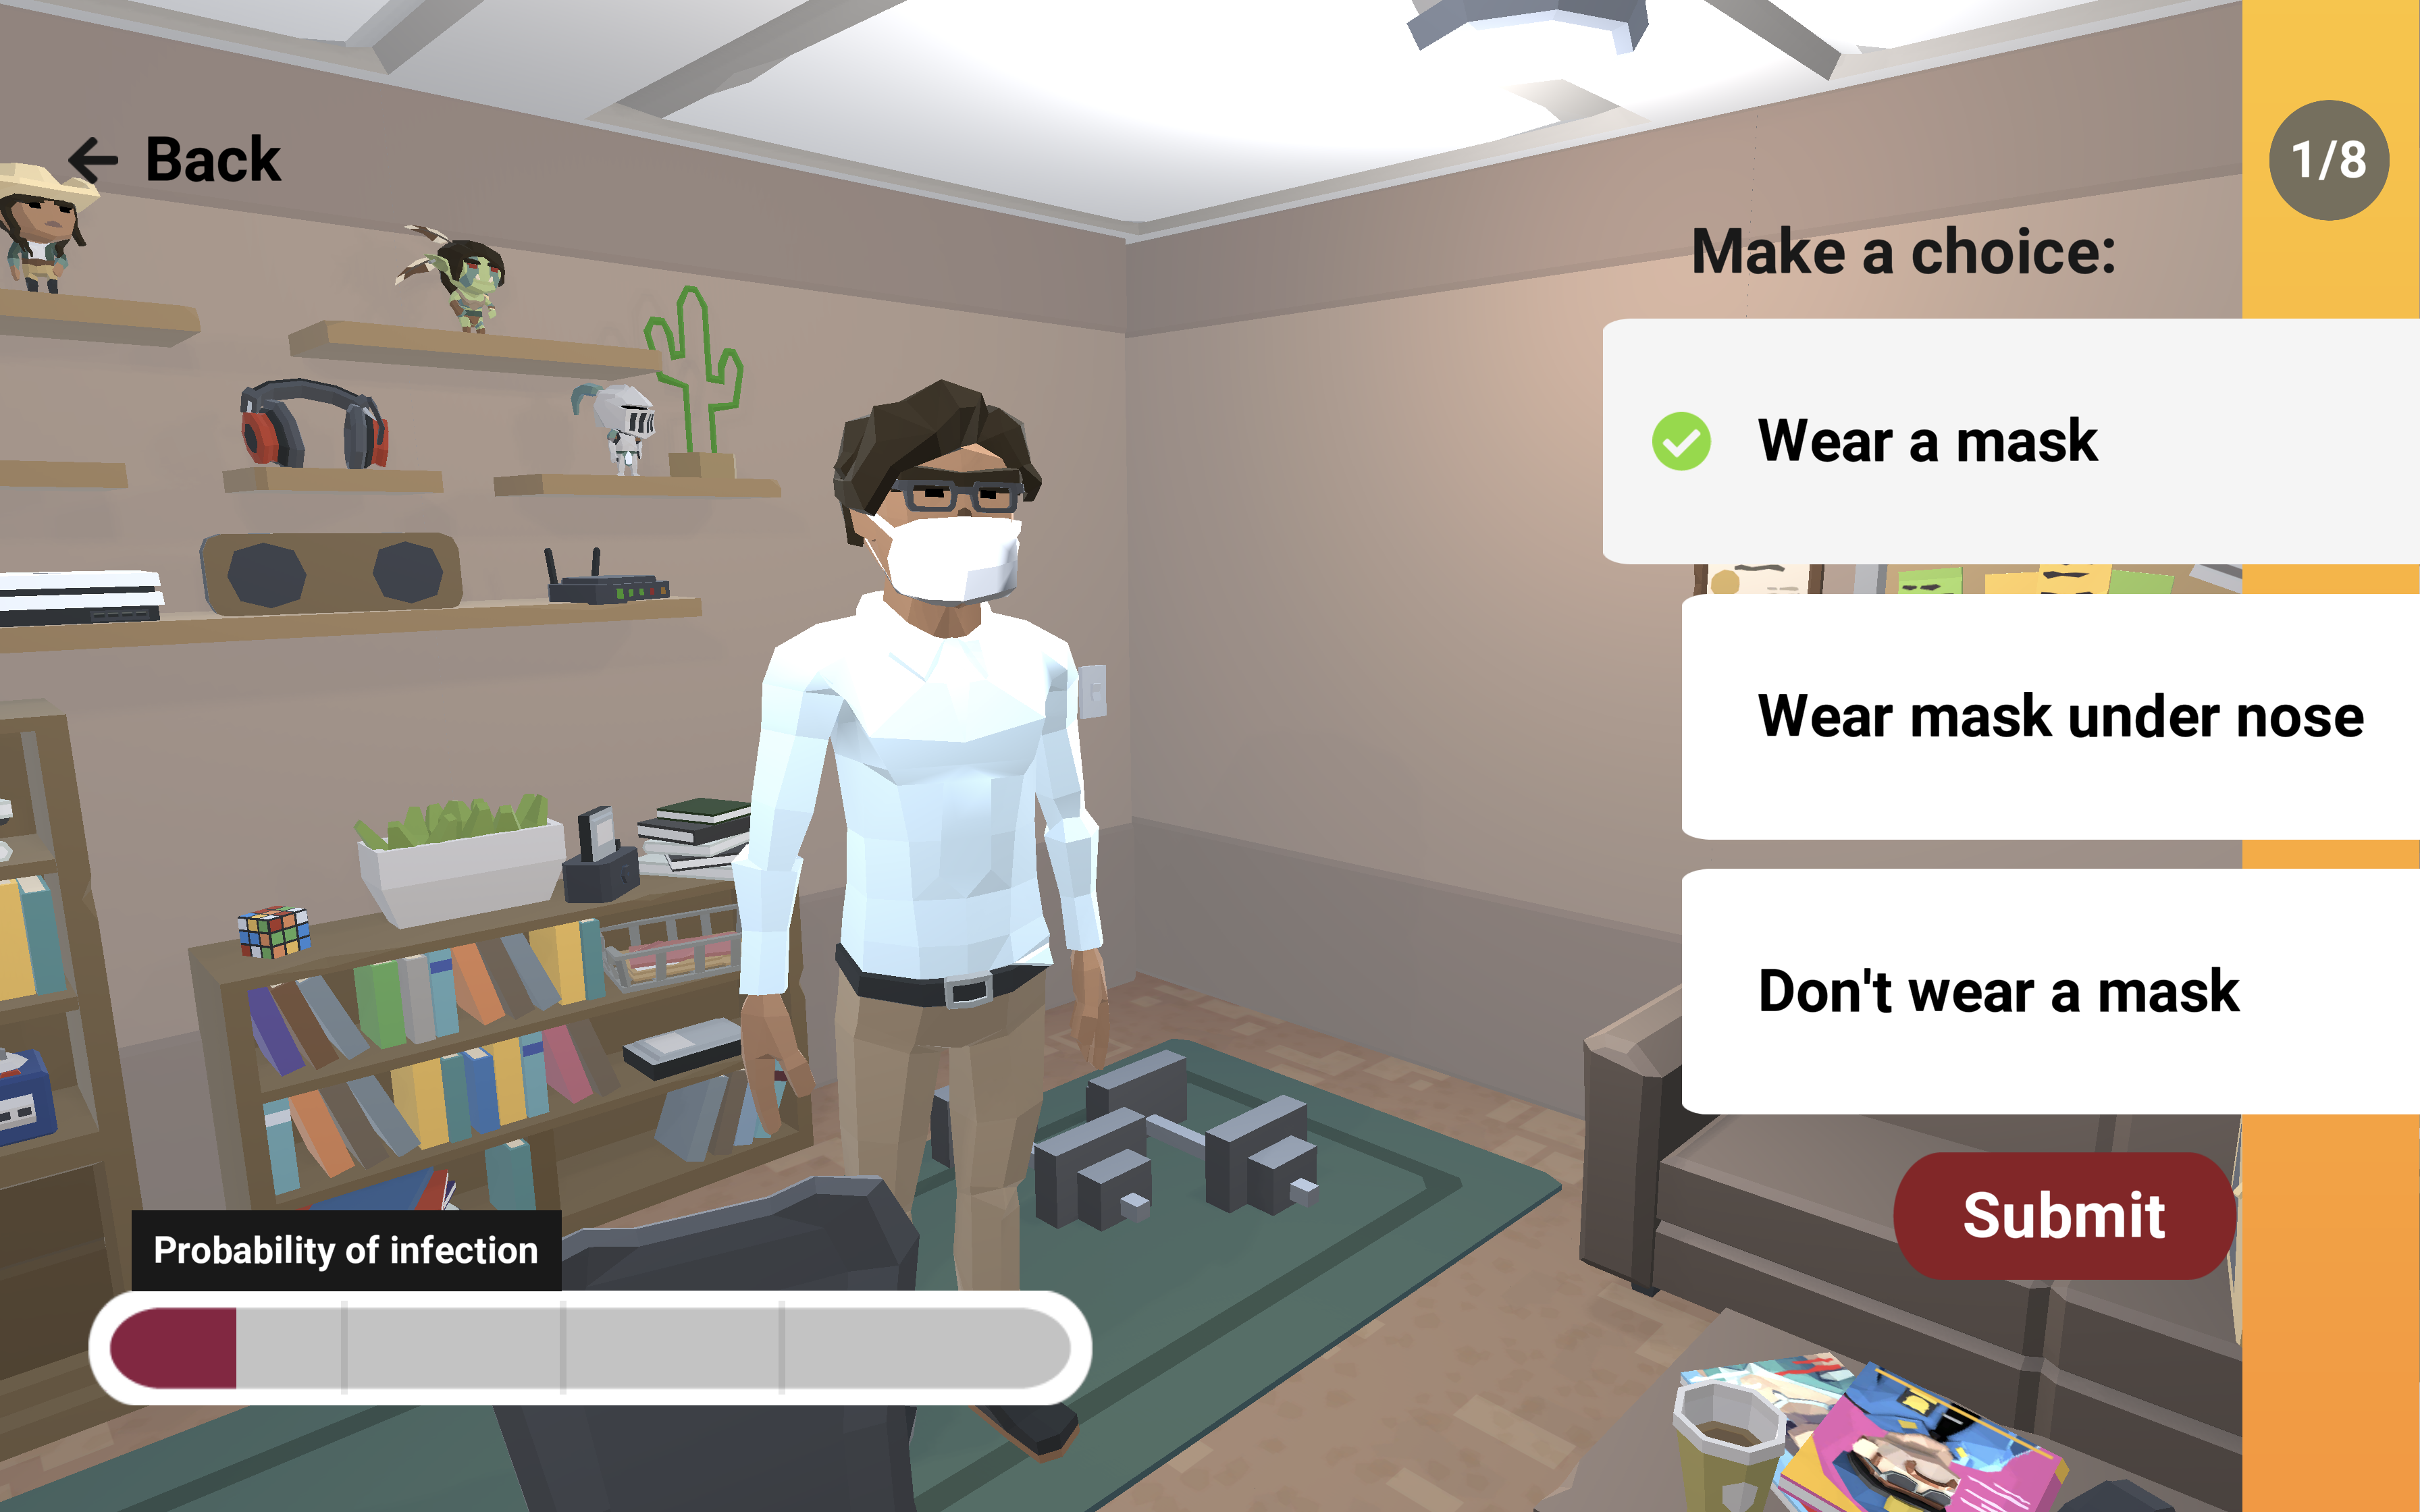 Back
1/8
Make a choice:
Wear a mask
Wear mask under nose
Don't wear a mask
Submit
Probability of infection